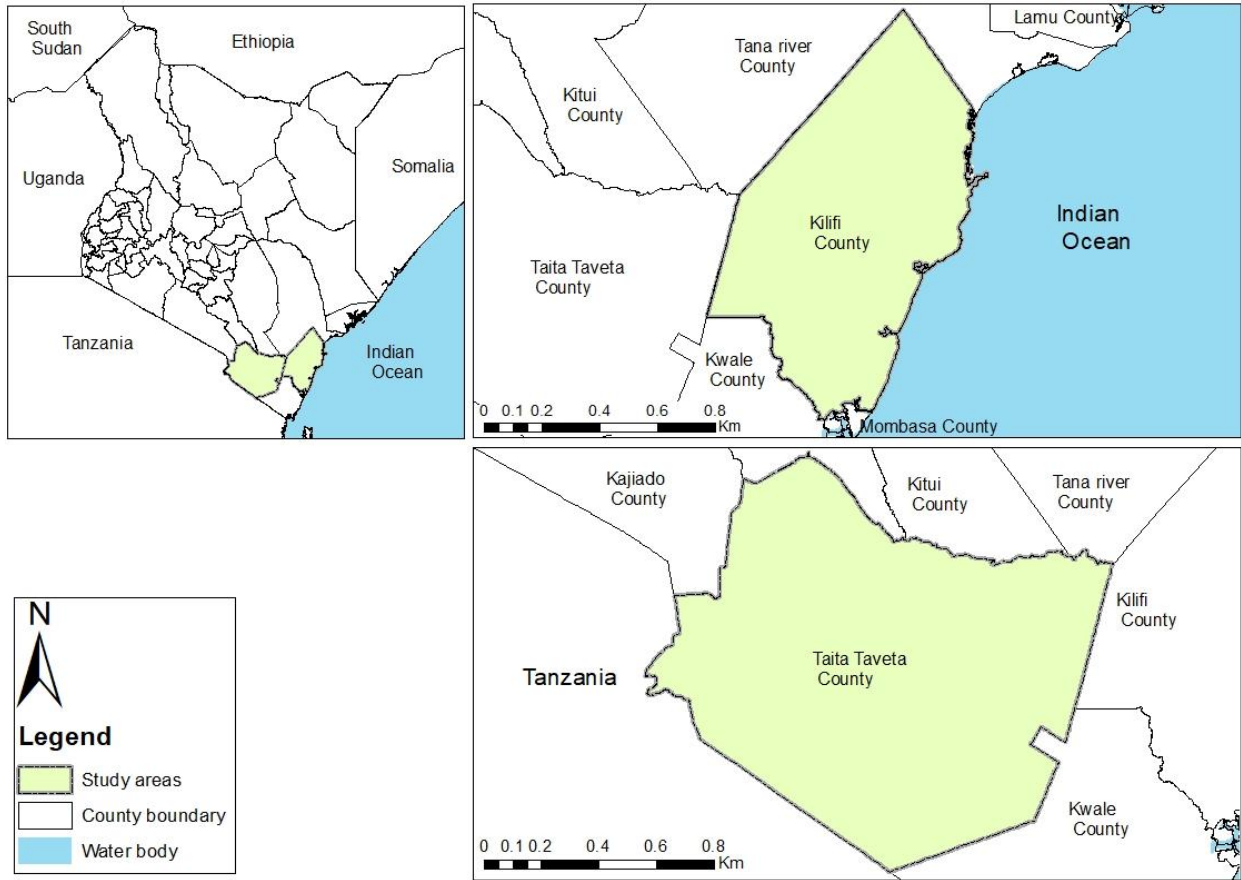 South
Sudan
Ethiopia
Uganda
Somalia
Tanzania
Indian
Ocean
Lamu County
Tana river
County
Kitui
County
Kilifi
County
Indian
Ocean
Taita Taveta
County
Kwale
County
0 0.1 0.2 0.4 0.6 0.8
Km
Mombasa County
Kajiado
County
Kitui
County
Tana river
County
Kilifi
County
Tanzania
Taita Taveta
County
Kwale
County
0 0.1 0.2 0.4 0.6 0.8
Km
N
Legend
Study areas
County boundary
Water body